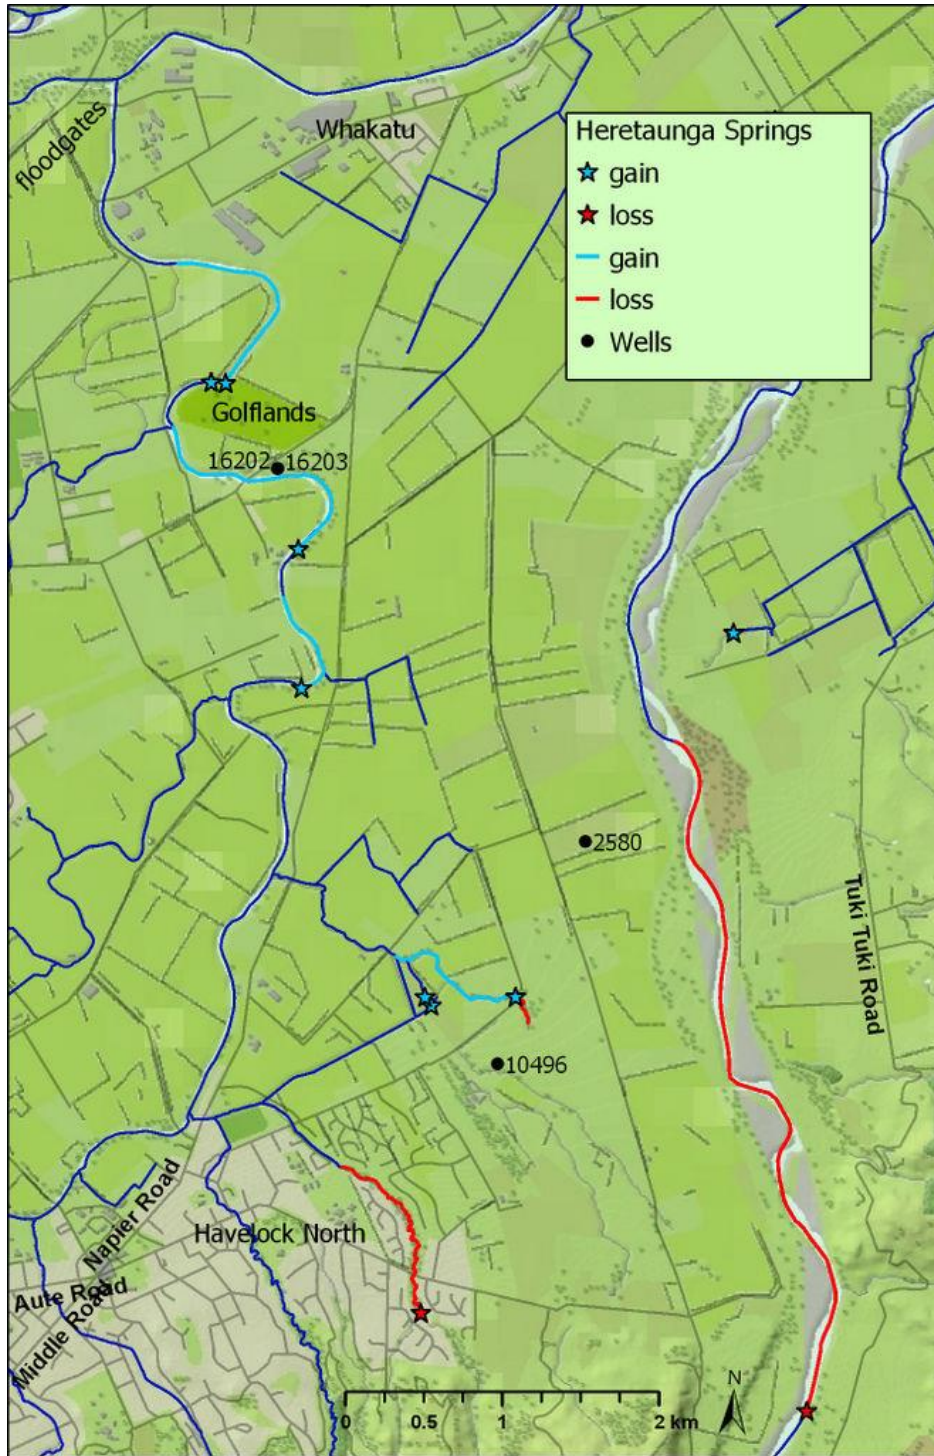 Whakatu
floodgates
Heretaunga Springs
gain
loss
gain
loss
Wells
Golflands
16202 16203
2580
Tuki Tuki Road
10496
Napier Road
Havelock North
Aute Road
Middle Road
N
0 0.5 1 2 km